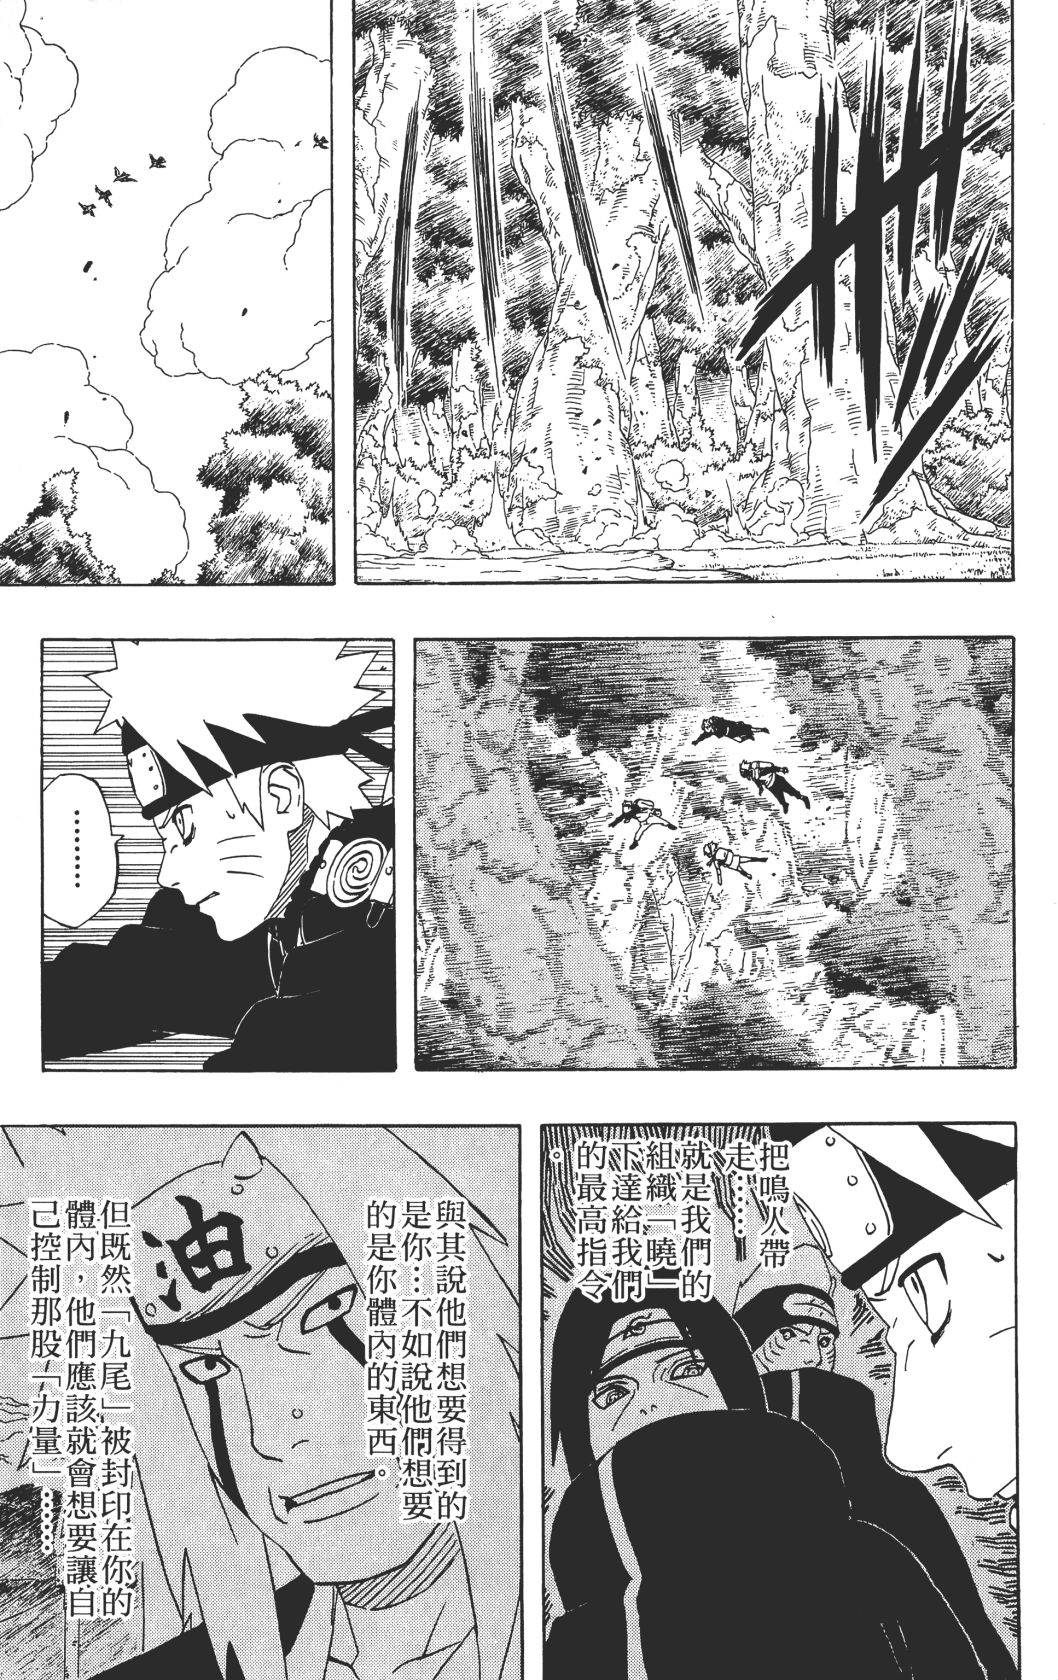 ………
把鳴人帶
走……
就是我們的
組織「曉」
下達給我們
的最高指令
。
與其說他們想要得到的
是你…不如說他們想要
的是你體內的東西。
油
但既然「九尾」被封印在你的
體內，他們應該就會想要讓自
己控制那股「力量」……